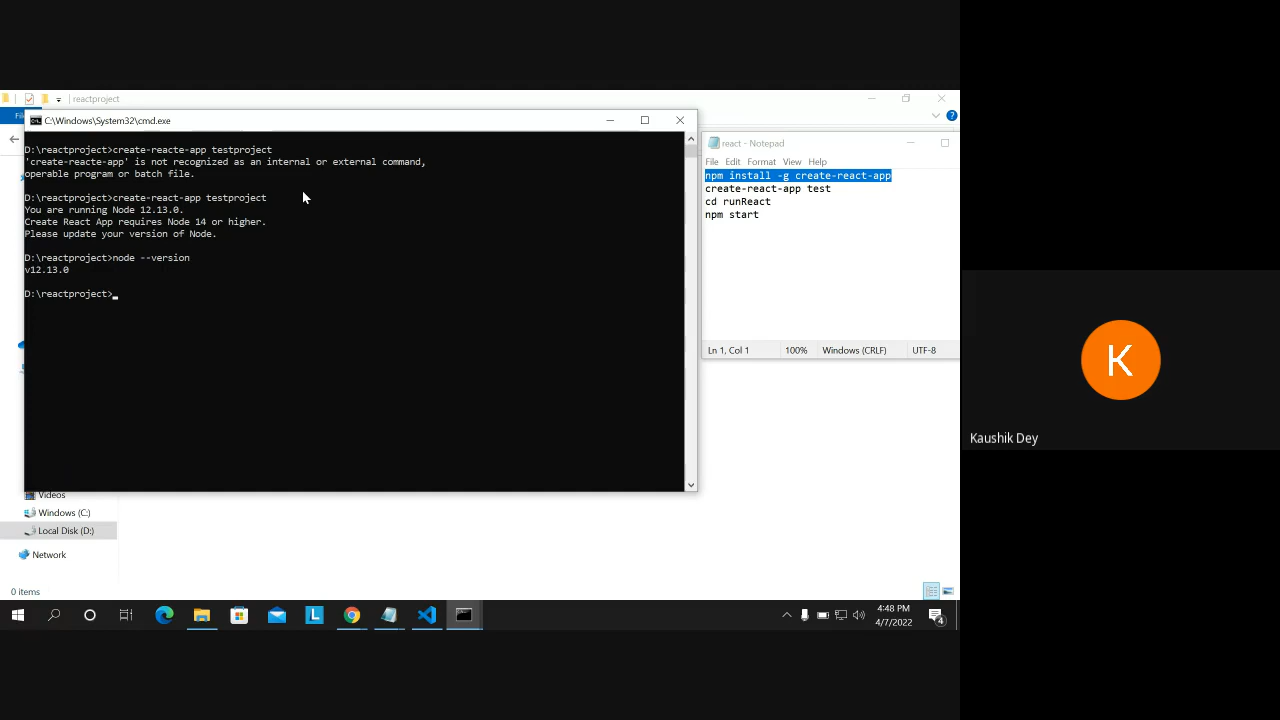 reactproject
C:\Windows\System32\cmd.exe
D:\reactproject>create-reacte-app testproject
'create-reacte-app' is not recognized as an internal or external command,
operable program or batch file.
D:\reactproject>create-react-app testproject
You are running Node 12.13.0.
Create React App requires Node 14 or higher.
Please update your version of Node.
D:\reactproject>node --version
v12.13.0
D:\reactproject>
react - Notepad
File Edit Format View Help
npm install -g create-react-app
create-react-app test
cd runReact
npm start
Ln 1, Col 1 100% Windows (CRLF) UTF-8
Videos
Windows (C:)
Local Disk (D:)
Network
0 items
K
Kaushik Dey
L
4:48 PM
4/7/2022
4